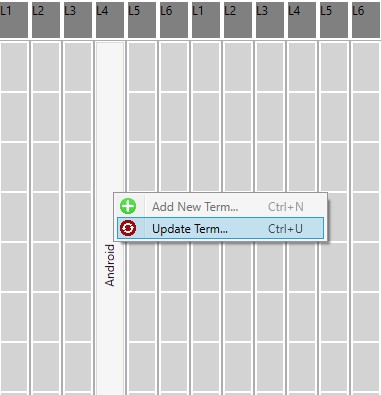 L1 L2 L3 L4 L5 L6 L1 L2 L3 L4 L5 L6
Add New Term... Ctrl+N
Update Term... Ctrl+U
Android